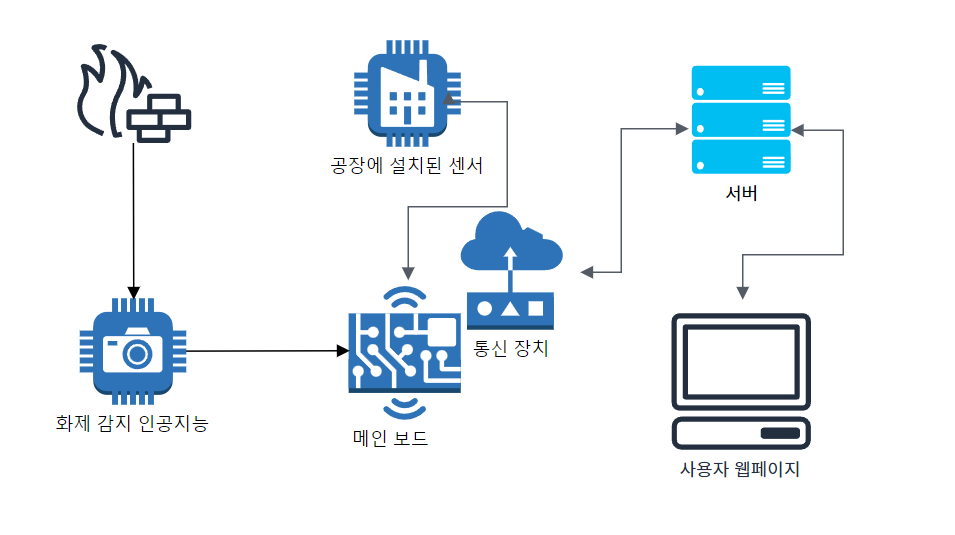 공장에 설치된 센서
서버
통신 장치
화제 감지 인공지능
메인 보드
사용자 웹페이지